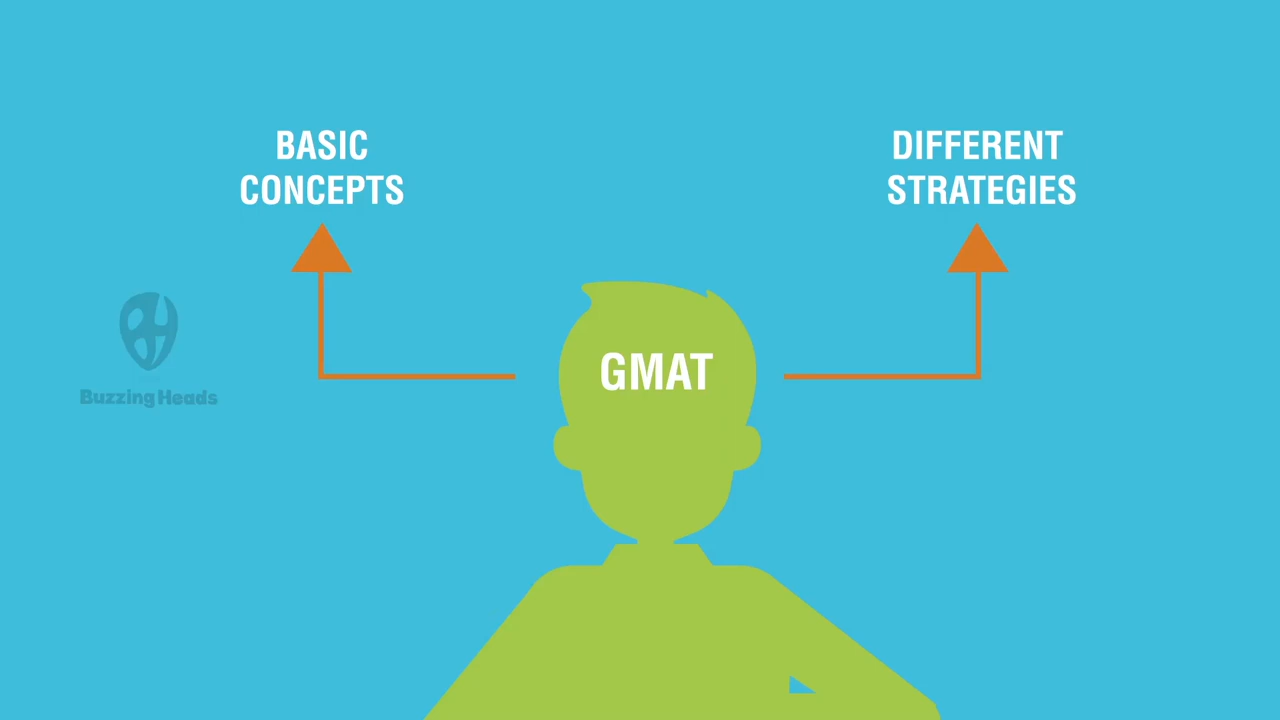 BASIC
CONCEPTS
DIFFERENT
STRATEGIES
GMAT
Buzzing Heads